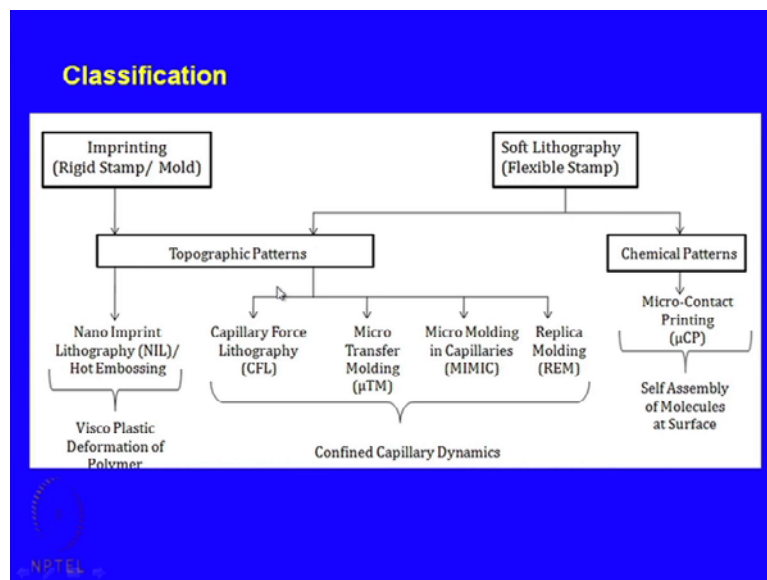 Classification
Imprinting
(Rigid Stamp/ Mold)
Soft Lithography
(Flexible Stamp)
Topographic Patterns
Chemical Patterns
Nano Imprint
Lithography (NIL)/
Hot Embossing
Capillary Force
Lithography
(CFL)
Micro
Transfer
Molding
(μTM)
Micro Molding
in Capillaries
(MIMIC)
Replica
Molding
(REM)
Micro-Contact
Printing
(μCP)
Visco Plastic
Deformation of
Polymer
Confined Capillary Dynamics
Self Assembly
of Molecules
at Surface
NPTEL